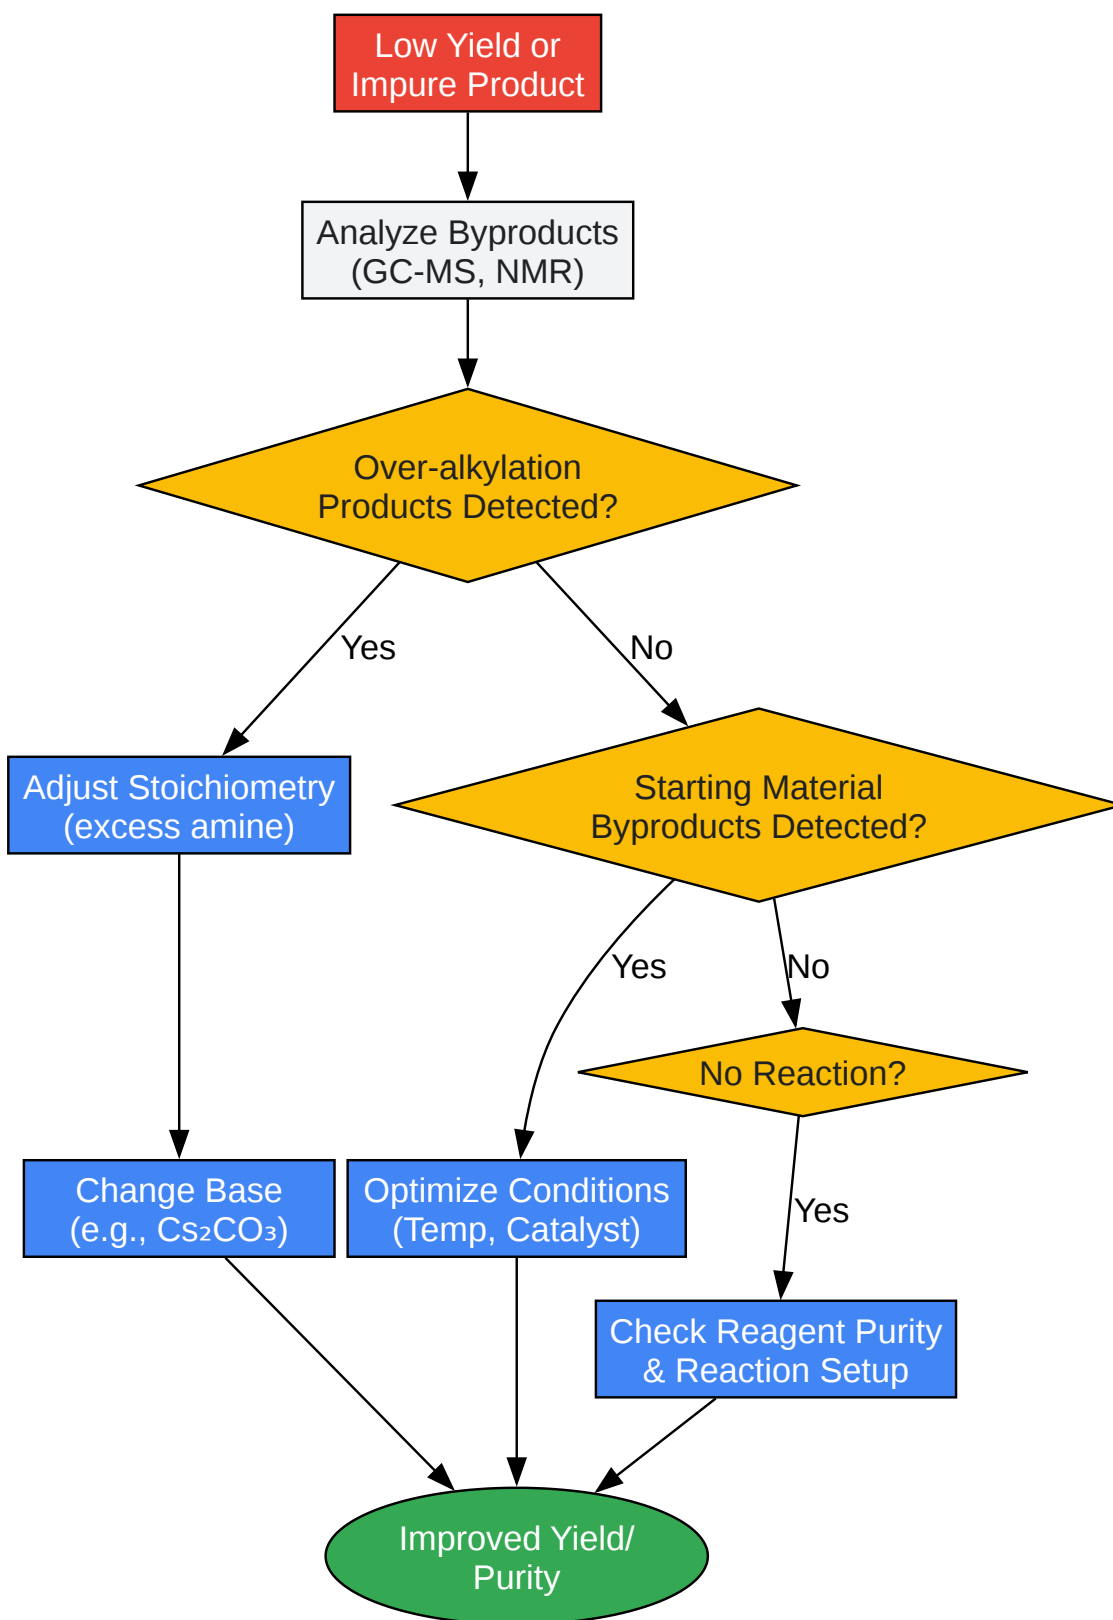 Low Yield or
Impure Product
Analyze Byproducts
(GC-MS, NMR)
Over-alkylation
Products Detected?
Yes
No
Adjust Stoichiometry
(excess amine)
Starting Material
Byproducts Detected?
Yes
No
No Reaction?
Change Base
(e.g., Cs₂CO₃)
Optimize Conditions
(Temp, Catalyst)
Yes
Check Reagent Purity
& Reaction Setup
Improved Yield/
Purity